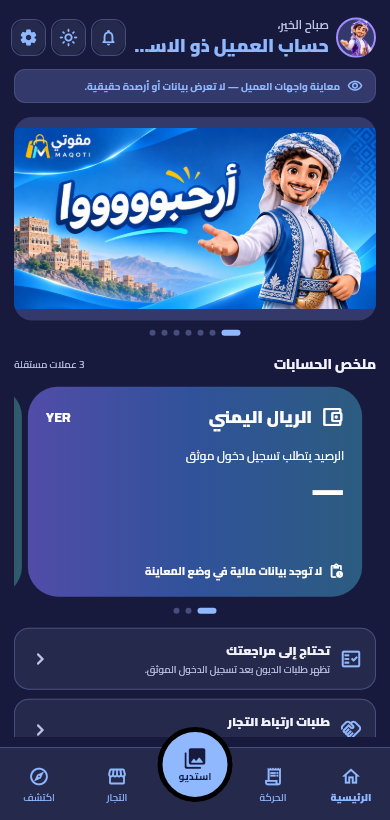 صباح الخير،
حساب العميل ذو الاسـ...
معاينة واجهات العميل — لا تعرض بيانات أو أرصدة حقيقية.
مقوتي
MAQOTI
أرحبوووووا
ملخص الحسابات
3 عملات مستقلة
الريال اليمني
YER
الرصيد يتطلب تسجيل دخول موثق
—
لا توجد بيانات مالية في وضع المعاينة
تحتاج إلى مراجعتك
تظهر طلبات الديون بعد تسجيل الدخول الموثق.
طلبات ارتباط التجار
الرئيسية
الحركة
استديو
التجار
اكتشف